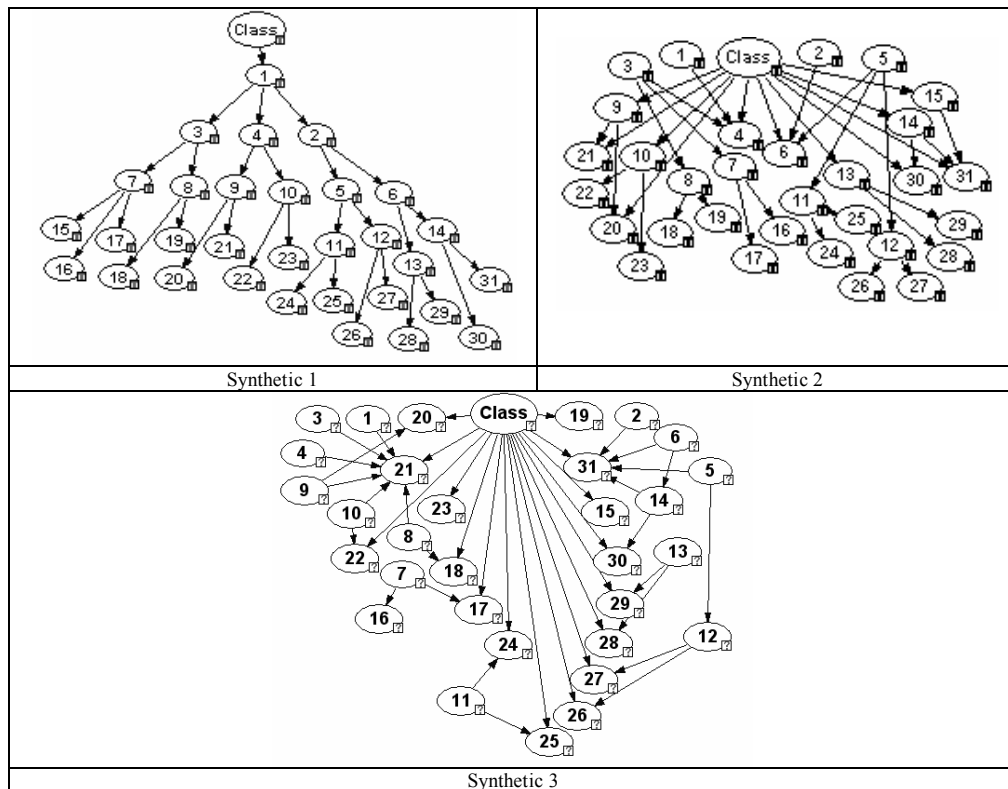 Class
1
3 4 2
7 8 9 10 5 6
15 17 19 21 23 11 12 14
16 18 20 22 24 25 27 13 31
26 28 29 30
Synthetic 1
3 1 Class 2 5
9 15
21 4 6 14
22 10 8 7 13 30 31
20 18 19 16 11 25 29
23 17 24 12 28
26 27
Synthetic 2
3 1 20 Class 19 2
4 6
9 21 31 5
10 23 15 14
22 8 18 30 13
7 17 29
16 24 28 12
11 27
25 26
Synthetic 3